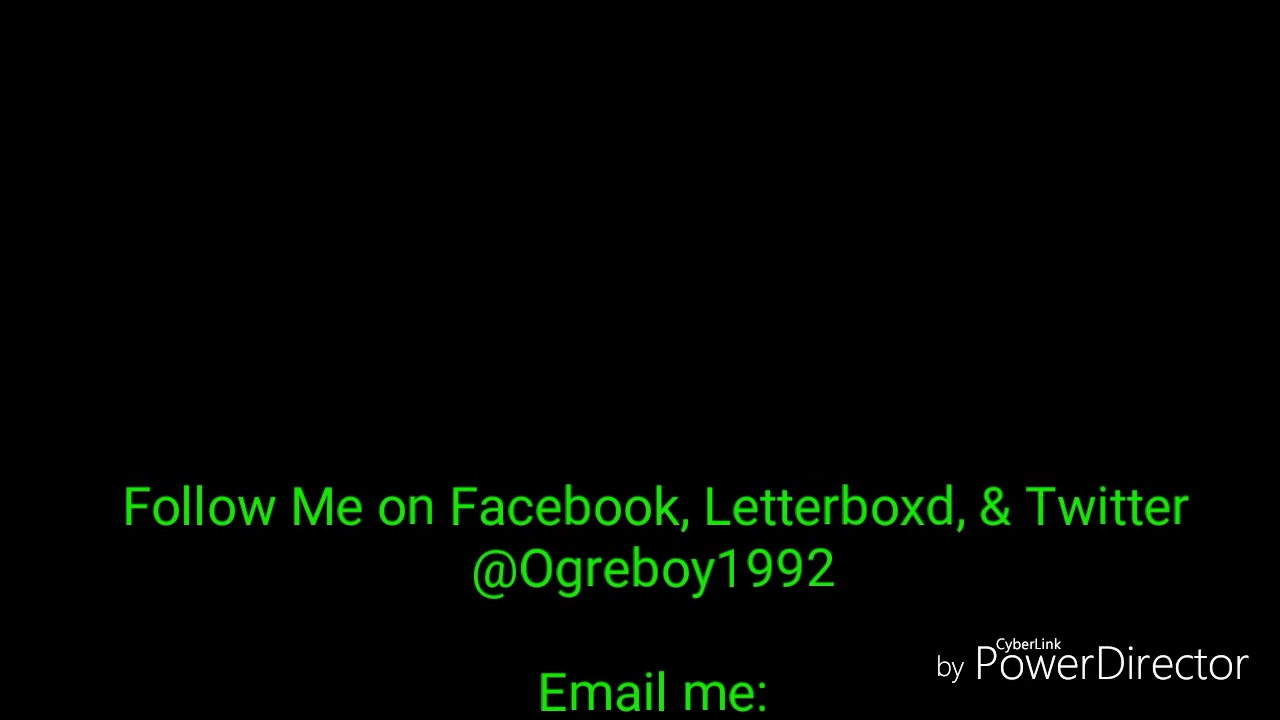 Follow Me on Facebook, Letterboxd, & Twitter
@Ogreboy1992
Email me:
CyberLink
by PowerDirector